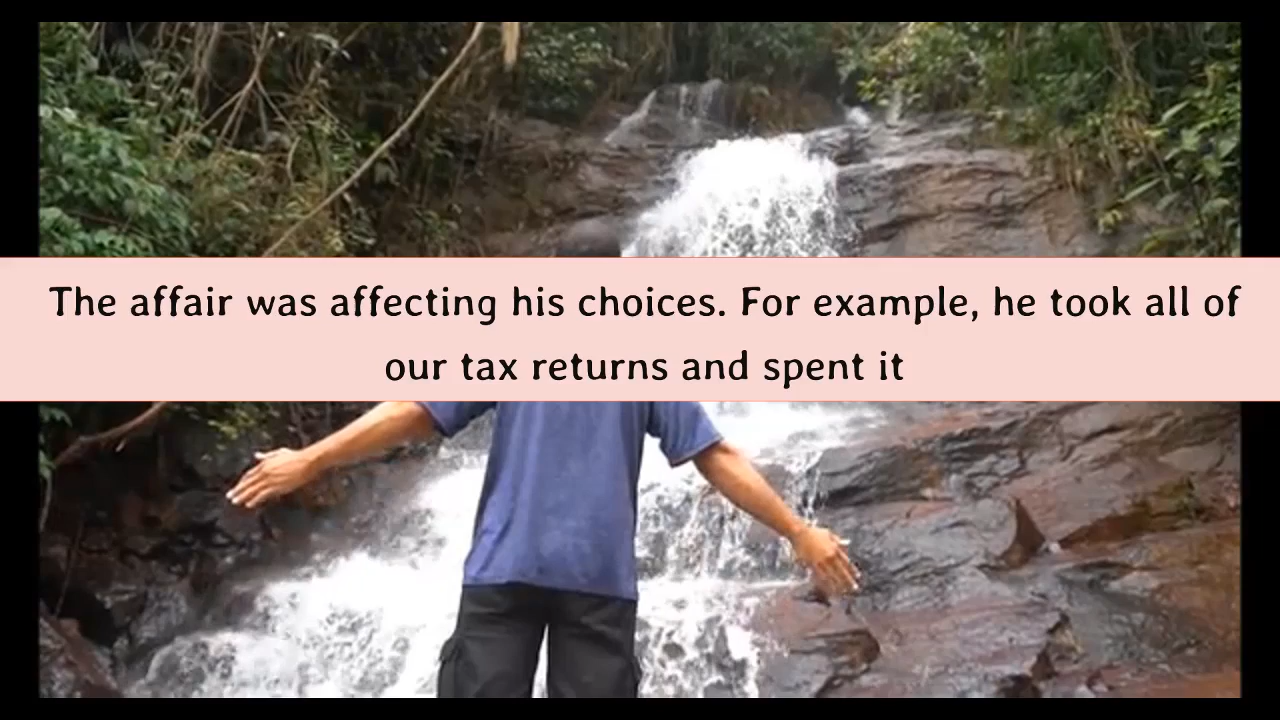 The affair was affecting his choices. For example, he took all of
our tax returns and spent it